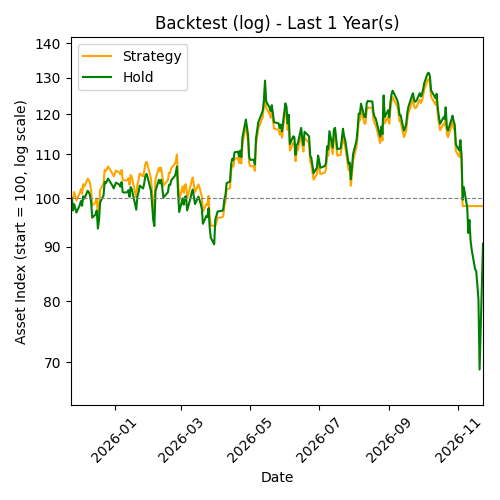 Backtest (log) - Last 1 Year(s)
Strategy
Hold
Asset Index (start = 100, log scale)
140
130
120
110
100
90
80
70
2026-01
2026-03
2026-05
2026-07
2026-09
2026-11
Date